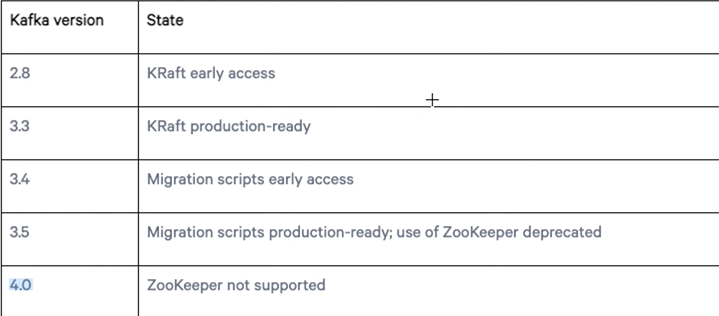 Kafka version State
2.8 KRaft early access
3.3 KRaft production-ready
3.4 Migration scripts early access
3.5 Migration scripts production-ready; use of ZooKeeper deprecated
4.0 ZooKeeper not supported